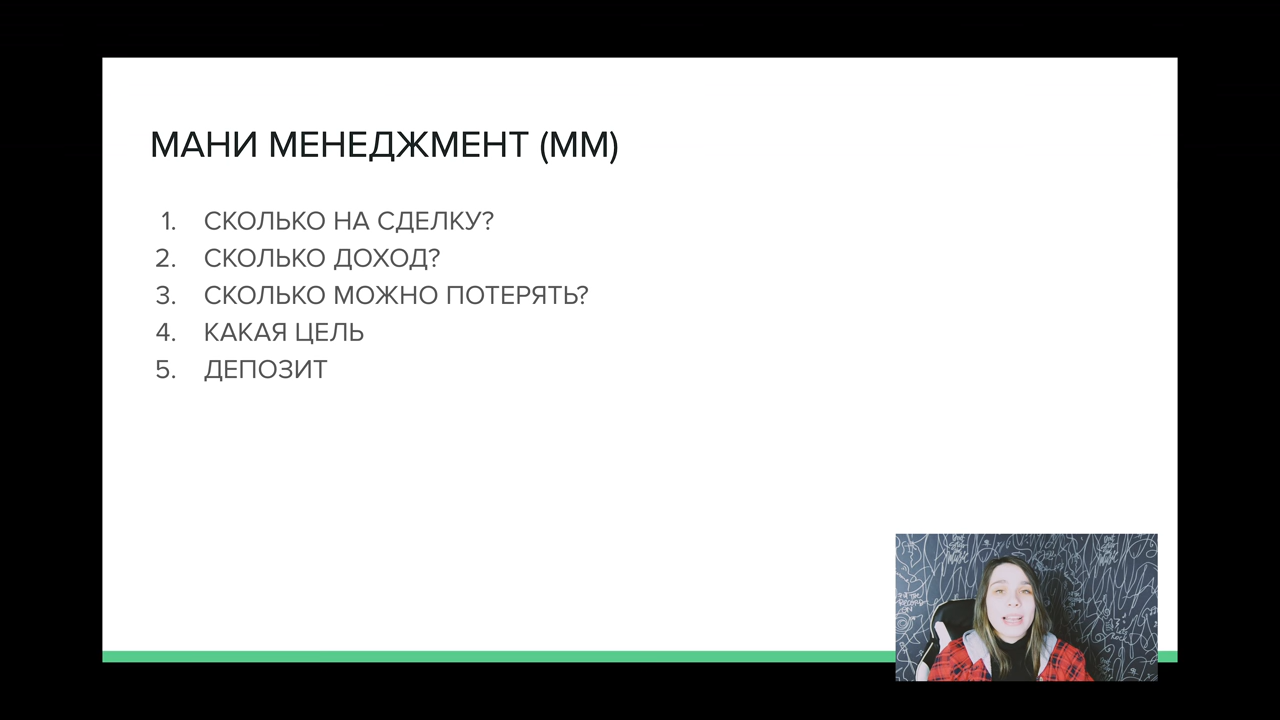 МАНИ МЕНЕДЖМЕНТ (ММ)
1. СКОЛЬКО НА СДЕЛКУ?
2. СКОЛЬКО ДОХОД?
3. СКОЛЬКО МОЖНО ПОТЕРЯТЬ?
4. КАКАЯ ЦЕЛЬ
5. ДЕПОЗИТ